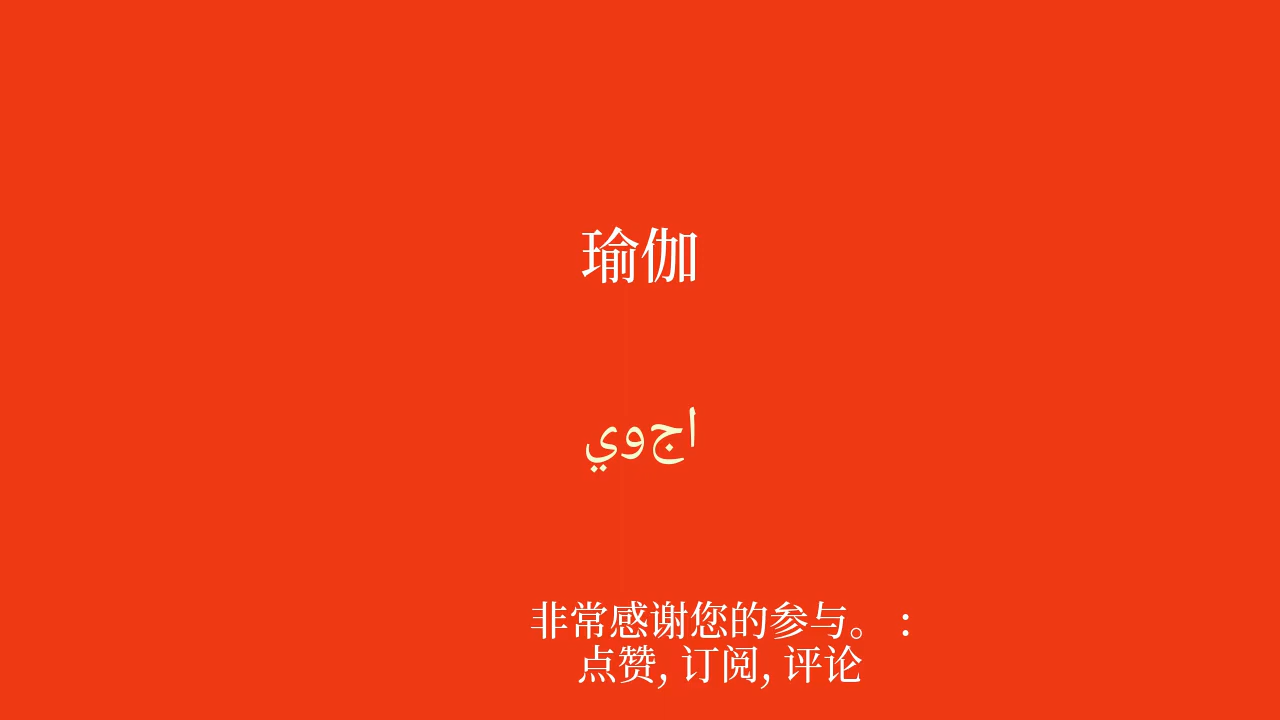 瑜伽
اجوي
非常感谢您的参与。 :
点赞, 订阅, 评论